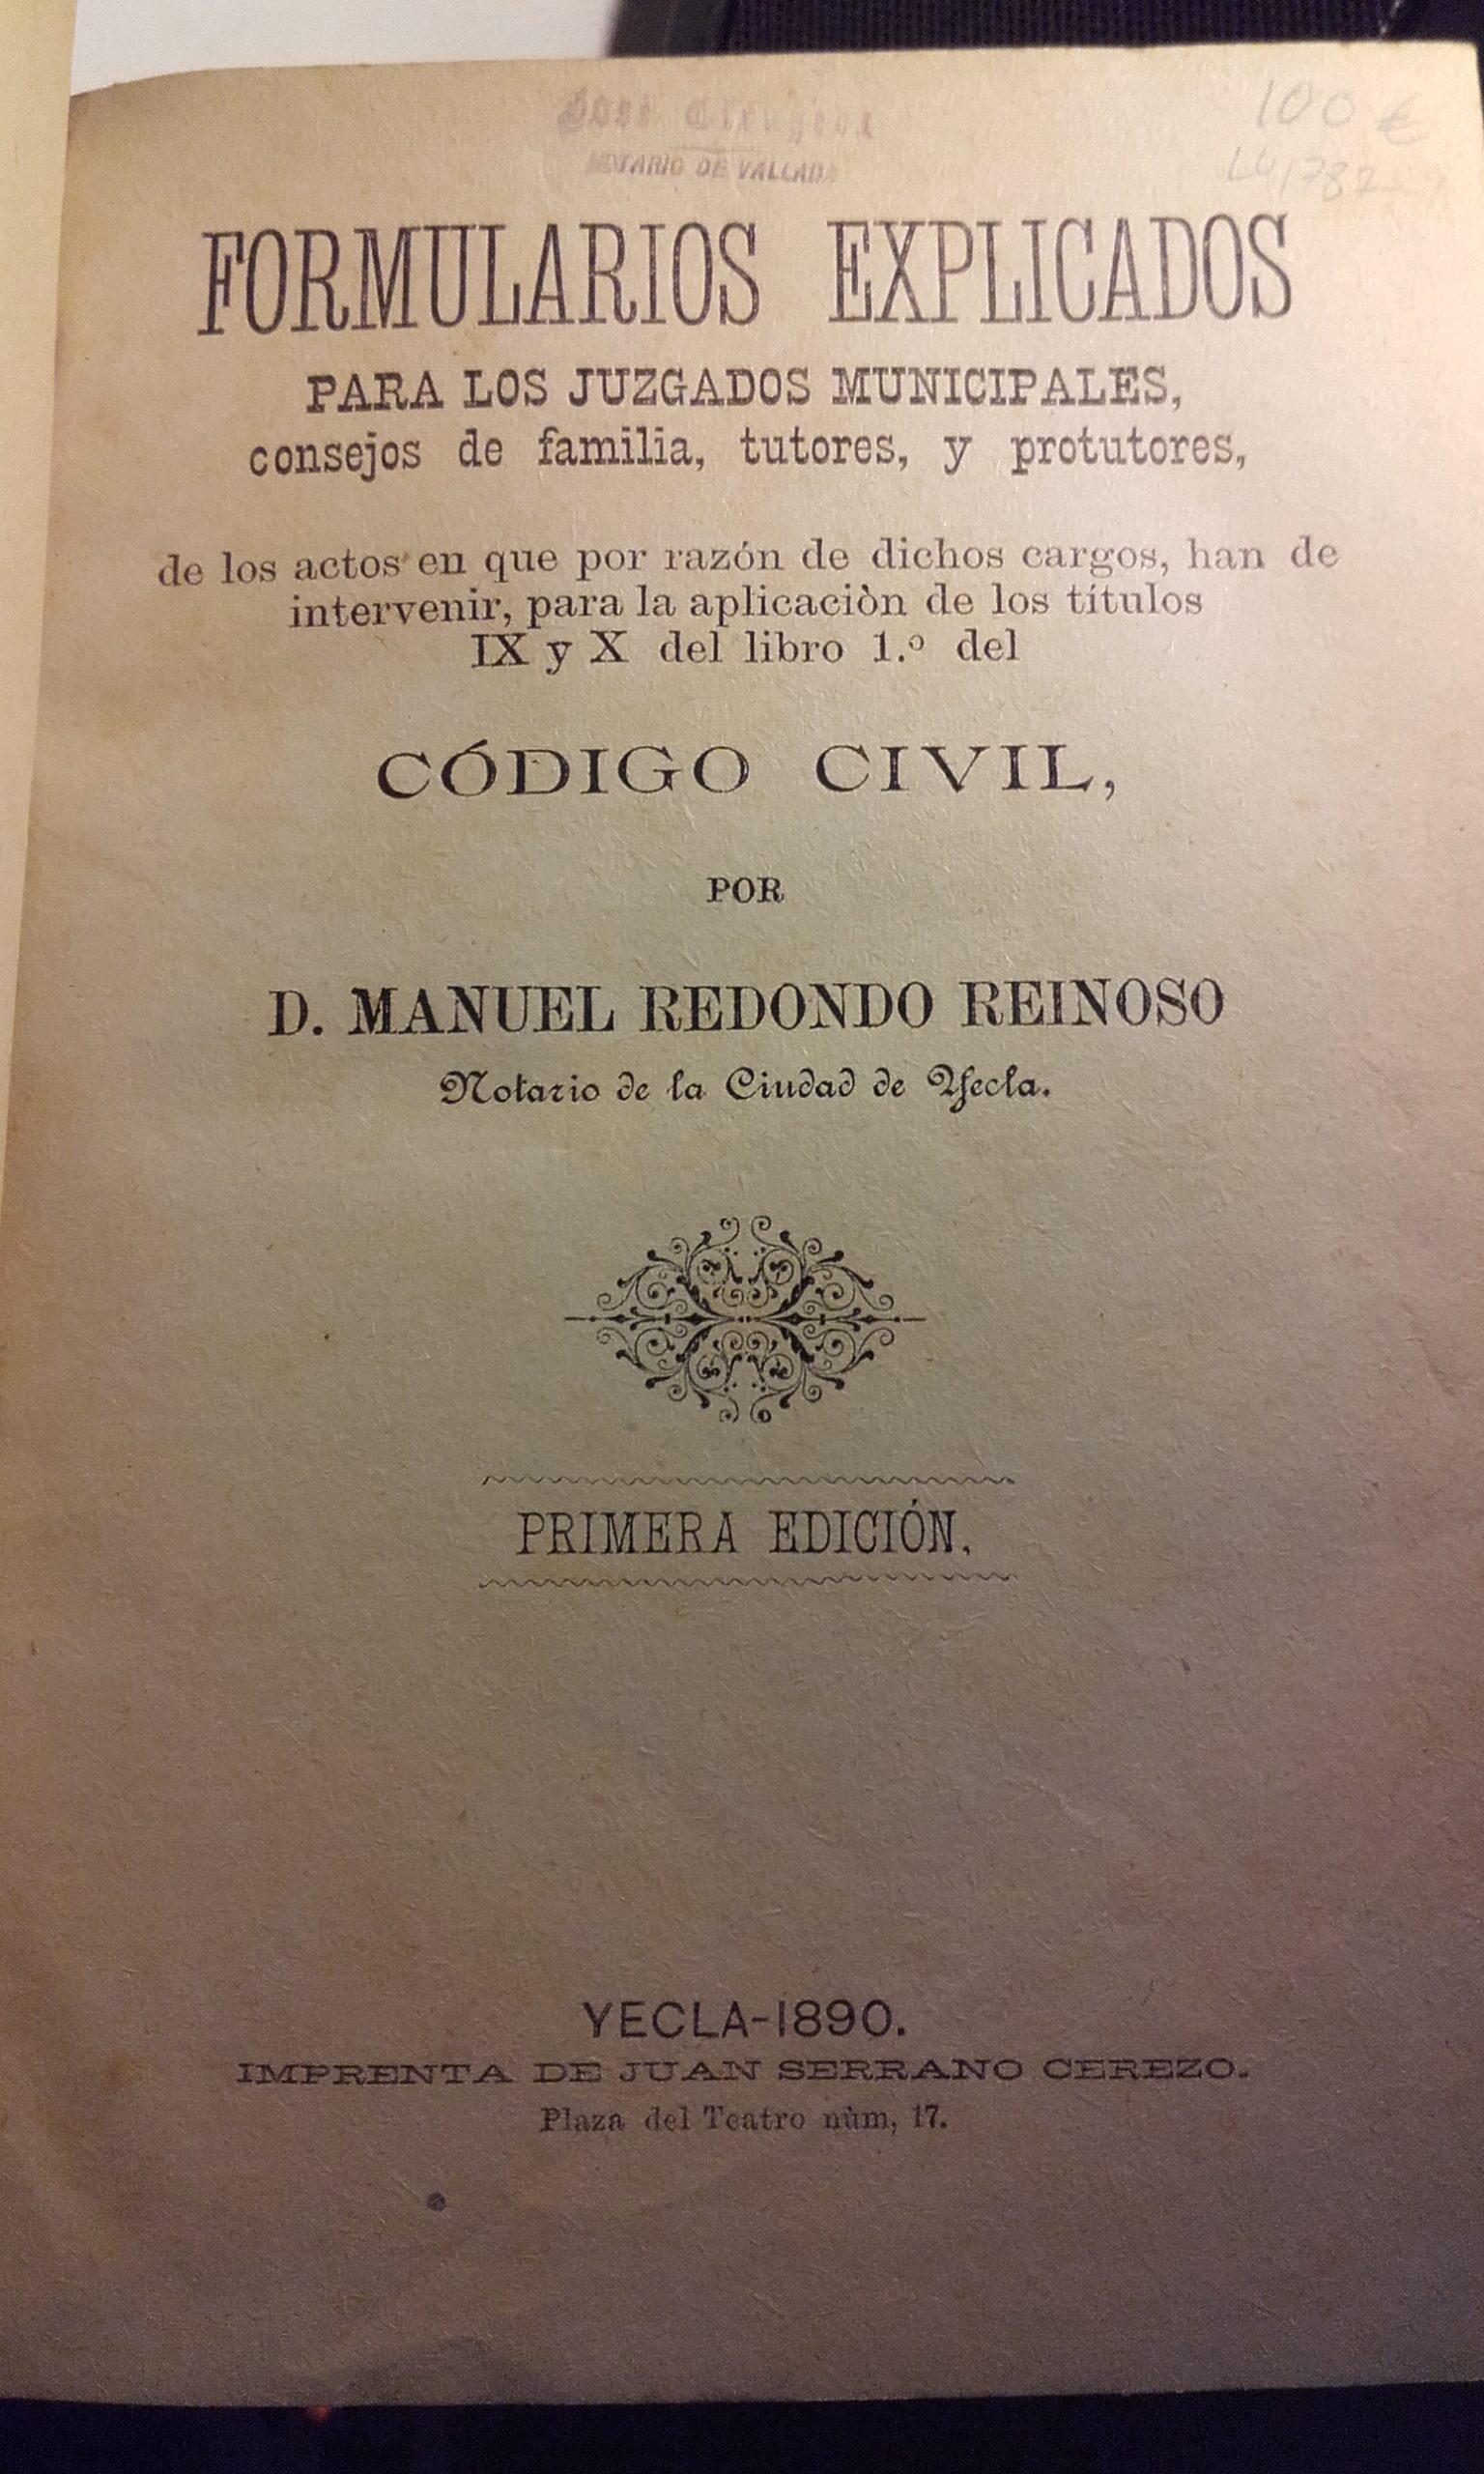 José
NOTARIO DE VALLADA
100 €
FORMULARIOS EXPLICADOS
PARA LOS JUZGADOS MUNICIPALES,
consejos de familia, tutores, y protutores,
de los actos en que por razón de dichos cargos, han de
intervenir, para la aplicaciòn de los títulos
IX y X del libro 1.º del
CÓDIGO CIVIL,
POR
D. MANUEL REDONDO REINOSO
Notario de la Ciudad de Yecla.
PRIMERA EDICIÓN.
YECLA-1890.
IMPRENTA DE JUAN SERRANO CEREZO.
Plaza del Teatro nùm, 17.